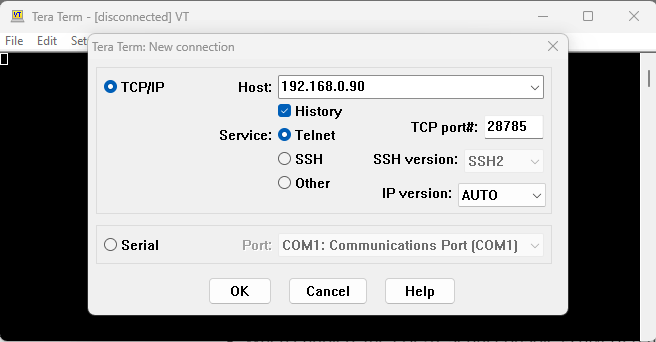 Tera Term - [disconnected] VT
File Edit Set
Tera Term: New connection
TCP/IP
Host: 192.168.0.90
History
Service: Telnet
TCP port#: 28785
SSH
SSH version: SSH2
Other
IP version: AUTO
Serial
Port: COM1: Communications Port (COM1)
OK Cancel Help